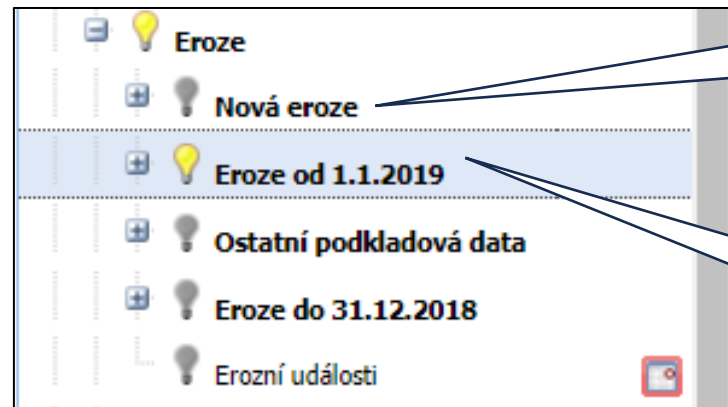 Eroze
Nová eroze
Eroze od 1.1.2019
Ostatní podkladová data
Eroze do 31.12.2018
Erozní události